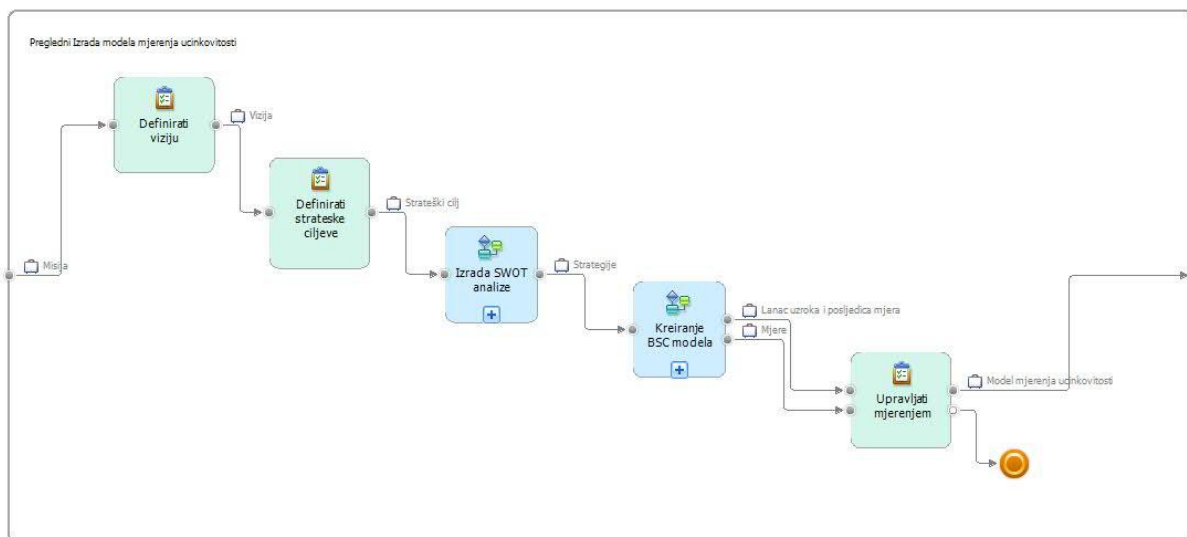 Pregledni Izrada modela mjerenja ucinkovitosti
Definirati
viziju
Vizija
Definirati
strateske
ciljeve
Strateški cilj
Misija
Izrada SWOT
analize
Strategije
Kreiranje
BSC modela
Lanac uzroka i posljedica mjera
Mjere
Upravljati
mjerenjem
Model mjerenja ucinkovitosti